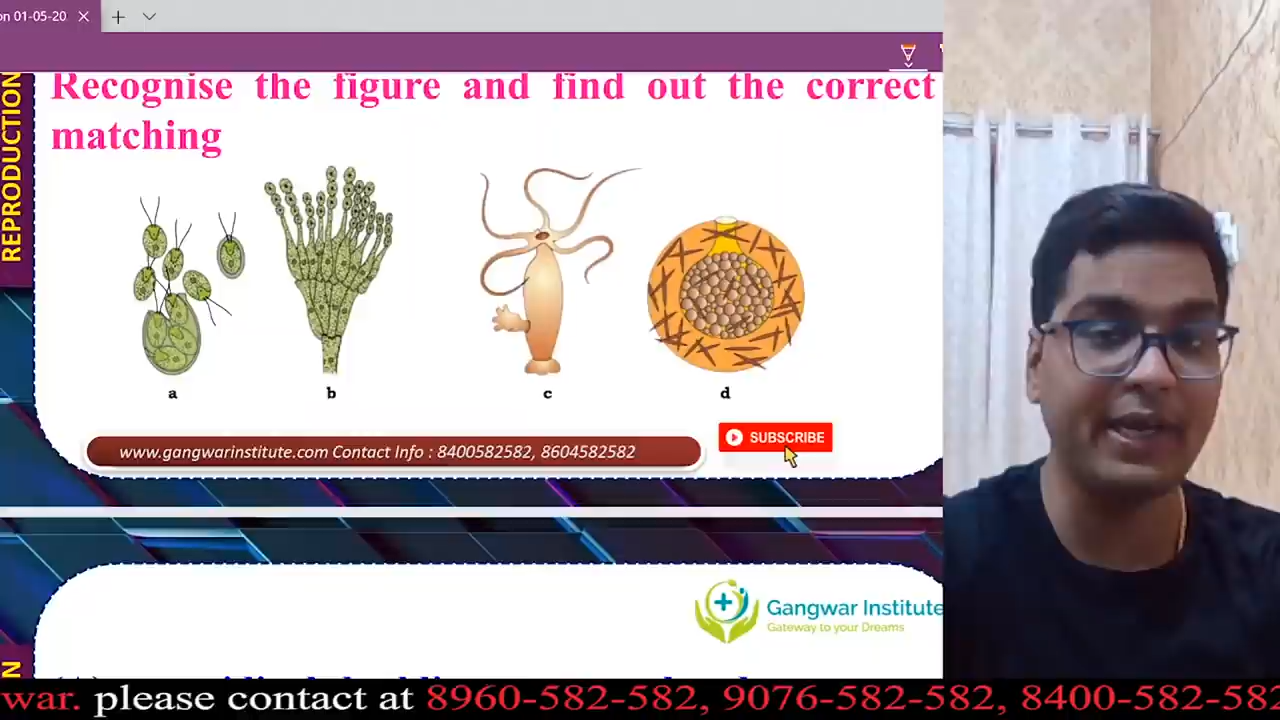 on 01-05-20
REPRODUCTION
Recognise the figure and find out the correct
matching
a b c d
www.gangwarinstitute.com Contact Info : 8400582582, 8604582582
SUBSCRIBE
Gangwar Institute
Gateway to your Dreams
war. please contact at 8960-582-582, 9076-582-582, 8400-582-582